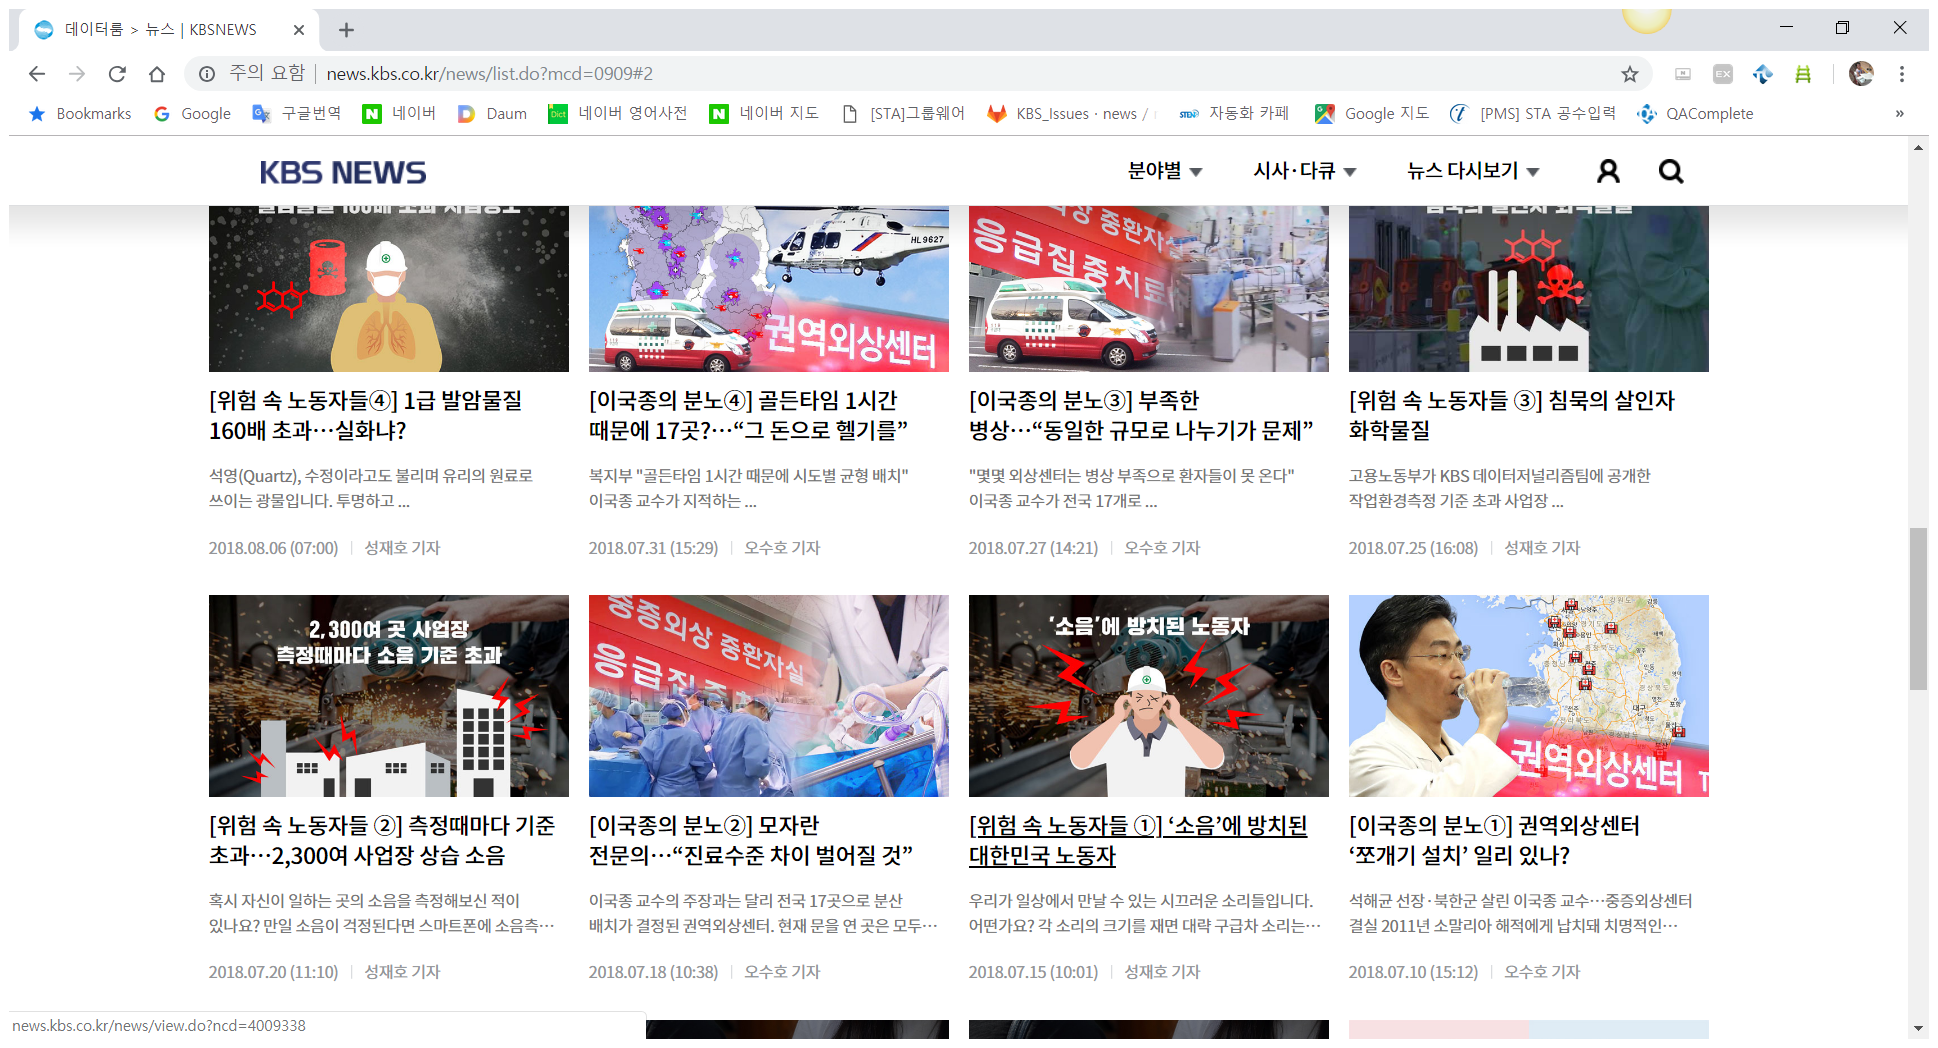 데이터룸 > 뉴스 | KBSNEWS
주의 요함 | news.kbs.co.kr/news/list.do?mcd=0909#2
EX
Bookmarks Google 구글번역 네이버 Daum 네이버 영어사전 네이버 지도 [STA]그룹웨어 KBS_Issues · news / 자동화 카페 Google 지도 [PMS] STA 공수입력 QAComplete »
KBS NEWS 분야별 시사·다큐 뉴스 다시보기
HL9627
권역외상센터
외상 중환자실
응급집중치료
[위험 속 노동자들④] 1급 발암물질
160배 초과…실화냐?
석영(Quartz), 수정이라고도 불리며 유리의 원료로
쓰이는 광물입니다. 투명하고 ...
2018.08.06 (07:00) | 성재호 기자
[이국종의 분노④] 골든타임 1시간
때문에 17곳?…“그 돈으로 헬기를”
복지부 "골든타임 1시간 때문에 시도별 균형 배치"
이국종 교수가 지적하는 ...
2018.07.31 (15:29) | 오수호 기자
[이국종의 분노③] 부족한
병상…“동일한 규모로 나누기가 문제”
"몇몇 외상센터는 병상 부족으로 환자들이 못 온다"
이국종 교수가 전국 17개로 ...
2018.07.27 (14:21) | 오수호 기자
[위험 속 노동자들 ③] 침묵의 살인자
화학물질
고용노동부가 KBS 데이터저널리즘팀에 공개한
작업환경측정 기준 초과 사업장 ...
2018.07.25 (16:08) | 성재호 기자
2,300여 곳 사업장
측정때마다 소음 기준 초과
중증외상 중환자실
응급집중
‘소음’에 방치된 노동자
권역외상센터
[위험 속 노동자들 ②] 측정때마다 기준
초과…2,300여 사업장 상습 소음
혹시 자신이 일하는 곳의 소음을 측정해보신 적이
있나요? 만일 소음이 걱정된다면 스마트폰에 소음측…
2018.07.20 (11:10) | 성재호 기자
[이국종의 분노②] 모자란
전문의…“진료수준 차이 벌어질 것”
이국종 교수의 주장과는 달리 전국 17곳으로 분산
배치가 결정된 권역외상센터. 현재 문을 연 곳은 모두…
2018.07.18 (10:38) | 오수호 기자
[위험 속 노동자들 ①] ‘소음’에 방치된
대한민국 노동자
우리가 일상에서 만날 수 있는 시끄러운 소리들입니다.
어떤가요? 각 소리의 크기를 재면 대략 구급차 소리는…
2018.07.15 (10:01) | 성재호 기자
[이국종의 분노①] 권역외상센터
‘쪼개기 설치’ 일리 있나?
석해균 선장·북한군 살린 이국종 교수…중증외상센터
결실 2011년 소말리아 해적에게 납치돼 치명적인…
2018.07.10 (15:12) | 오수호 기자
news.kbs.co.kr/news/view.do?ncd=4009338